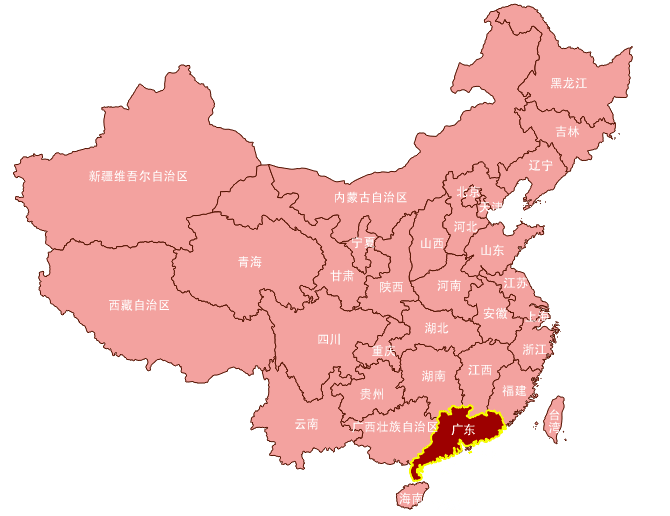 黑龙江
吉林
辽宁
新疆维吾尔自治区
内蒙古自治区
北京
天津
河北
宁夏
山西
山东
青海
甘肃
陕西
河南
江苏
西藏自治区
安徽
上海
湖北
四川
重庆
浙江
湖南
江西
贵州
福建
云南
广西壮族自治区
广东
台
湾
海南